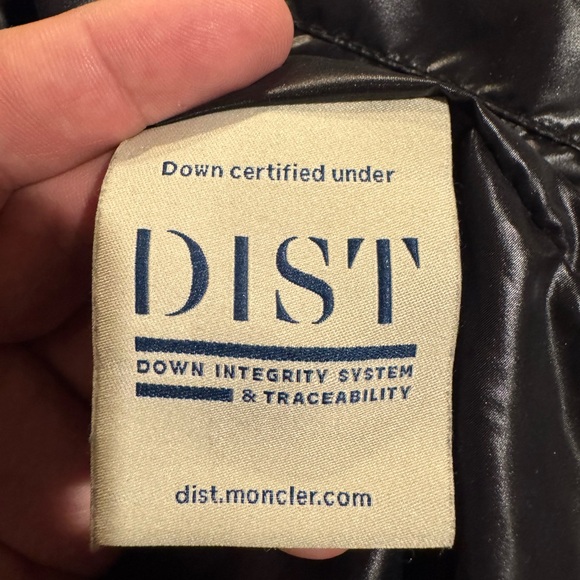 Down certified under
DIST
DOWN INTEGRITY SYSTEM
& TRACEABILITY
dist.moncler.com